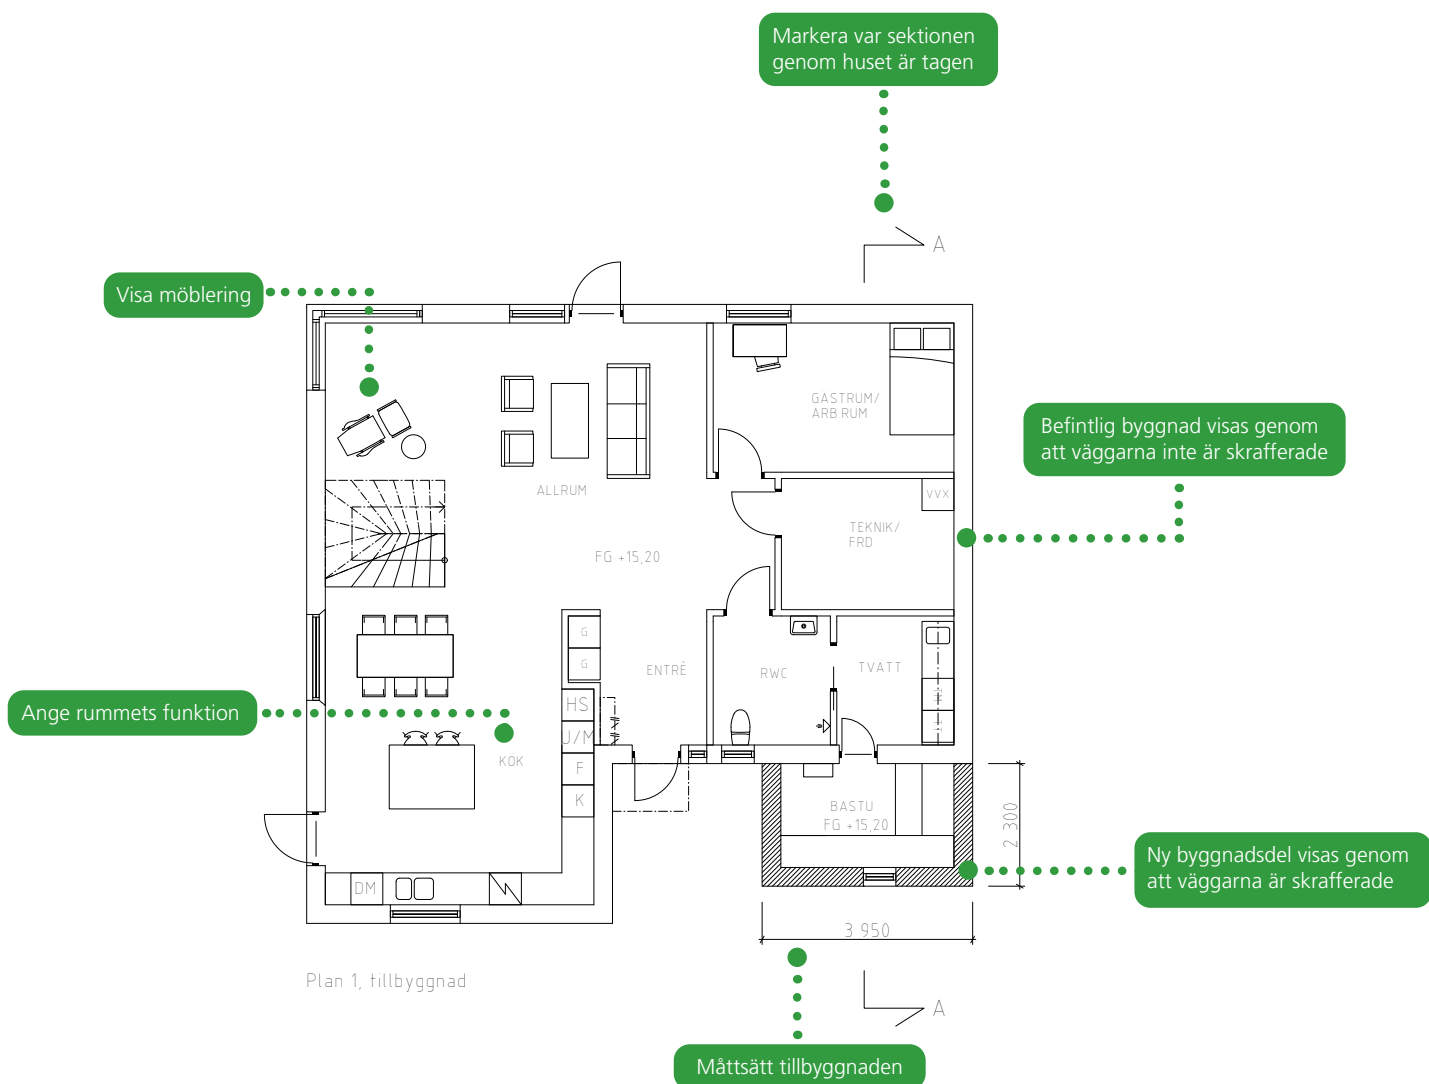 Markera var sektionen
genom huset är tagen
A
Visa möblering
GÄSTRUM/
ARB.RUM
Befintlig byggnad visas genom
att väggarna inte är skrafferade
ALLRUM
VVX
TEKNIK/
FRD
FG +15,20
G
G
ENTRÉ
RWC
TVÄTT
HS
U/M
F
K
Ange rummets funktion
KÖK
BASTU
FG +15,20
2 300
DM
Ny byggnadsdel visas genom
att väggarna är skrafferade
3 950
Plan 1, tillbyggnad
A
Måttsätt tillbyggnaden